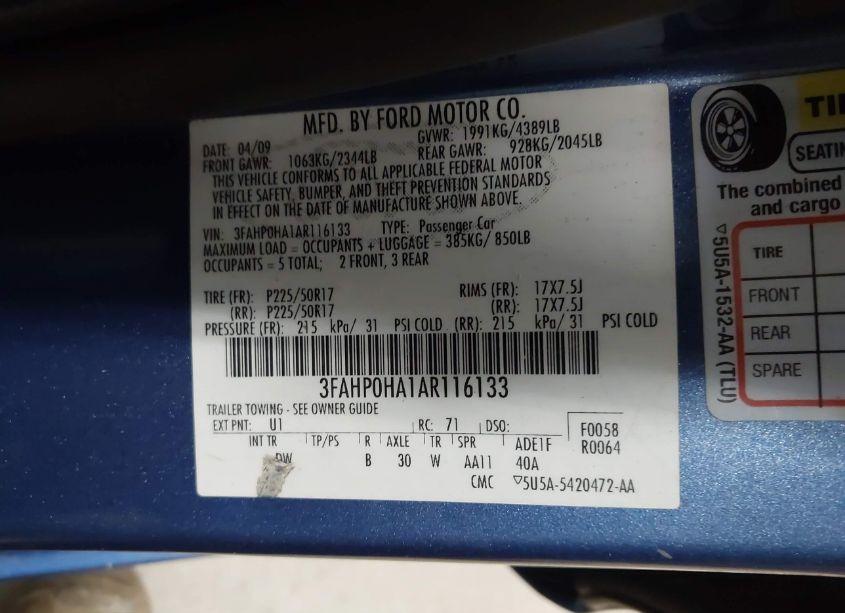 MFD. BY FORD MOTOR CO.
DATE: 04/09 GVWR: 1991KG/4389LB
FRONT GAWR: 1063KG/2344LB REAR GAWR: 928KG/2045LB
THIS VEHICLE CONFORMS TO ALL APPLICABLE FEDERAL MOTOR
VEHICLE SAFETY, BUMPER, AND THEFT PREVENTION STANDARDS
IN EFFECT ON THE DATE OF MANUFACTURE SHOWN ABOVE.
VIN: 3FAHP0HA1AR116133 TYPE: Passenger Car
MAXIMUM LOAD = OCCUPANTS + LUGGAGE = 385KG/ 850LB
OCCUPANTS = 5 TOTAL; 2 FRONT, 3 REAR
TIRE (FR): P225/50R17 RIMS (FR): 17X7.5J
(RR): P225/50R17 (RR): 17X7.5J
PRESSURE (FR): 215 kPa/ 31 PSI COLD (RR): 215 kPa/ 31 PSI COLD
3FAHP0HA1AR116133
TRAILER TOWING - SEE OWNER GUIDE
EXT PNT: U1 RC: 71 DSO: F0058
INT TR TP/PS R AXLE TR SPR ADE1F R0064
DW B 30 W AA11 40A
CMC ▽5U5A-5420472-AA
SEATIN
The combined
and cargo
TIRE
FRONT
REAR
SPARE
▽5U5A-1532-AA (TLU)